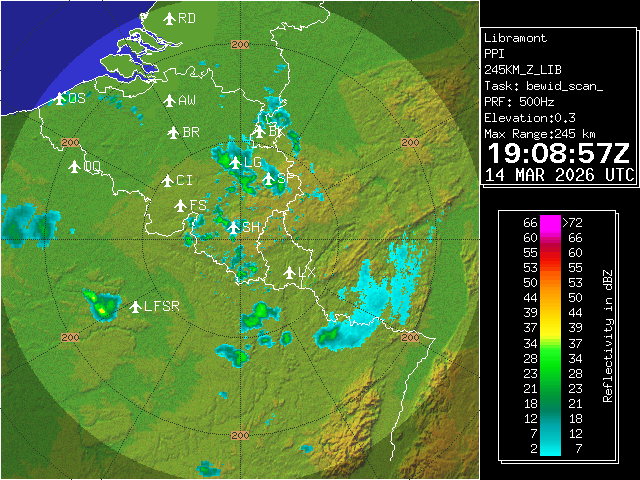 RD
200
OS
AW
BR
200
200
LG
CI
FS
SH
LX
LFSR
200
200
200
Libramont
PPI
245KM_Z_LIB
Task: bewid_scan_
PRF: 500Hz
Elevation:0.3
Max Range:245 km
19:08:57Z
14 MAR 2026 UTC
66 >72
60 66
55 60
53 55
50 53
44 50
39 44
37 39
34 37
28 34
23 28
21 23
18 21
12 18
7 12
2 7
Reflectivity in dBZ